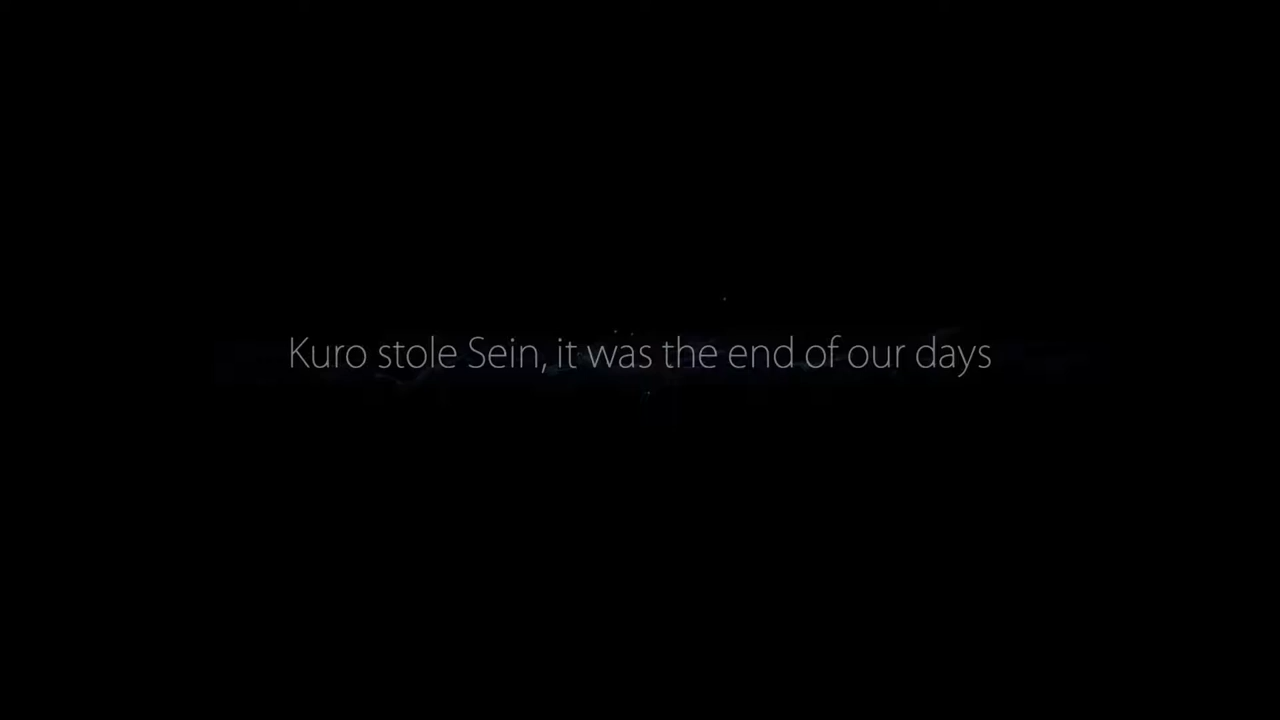 Kuro stole Sein, it was the end of our days